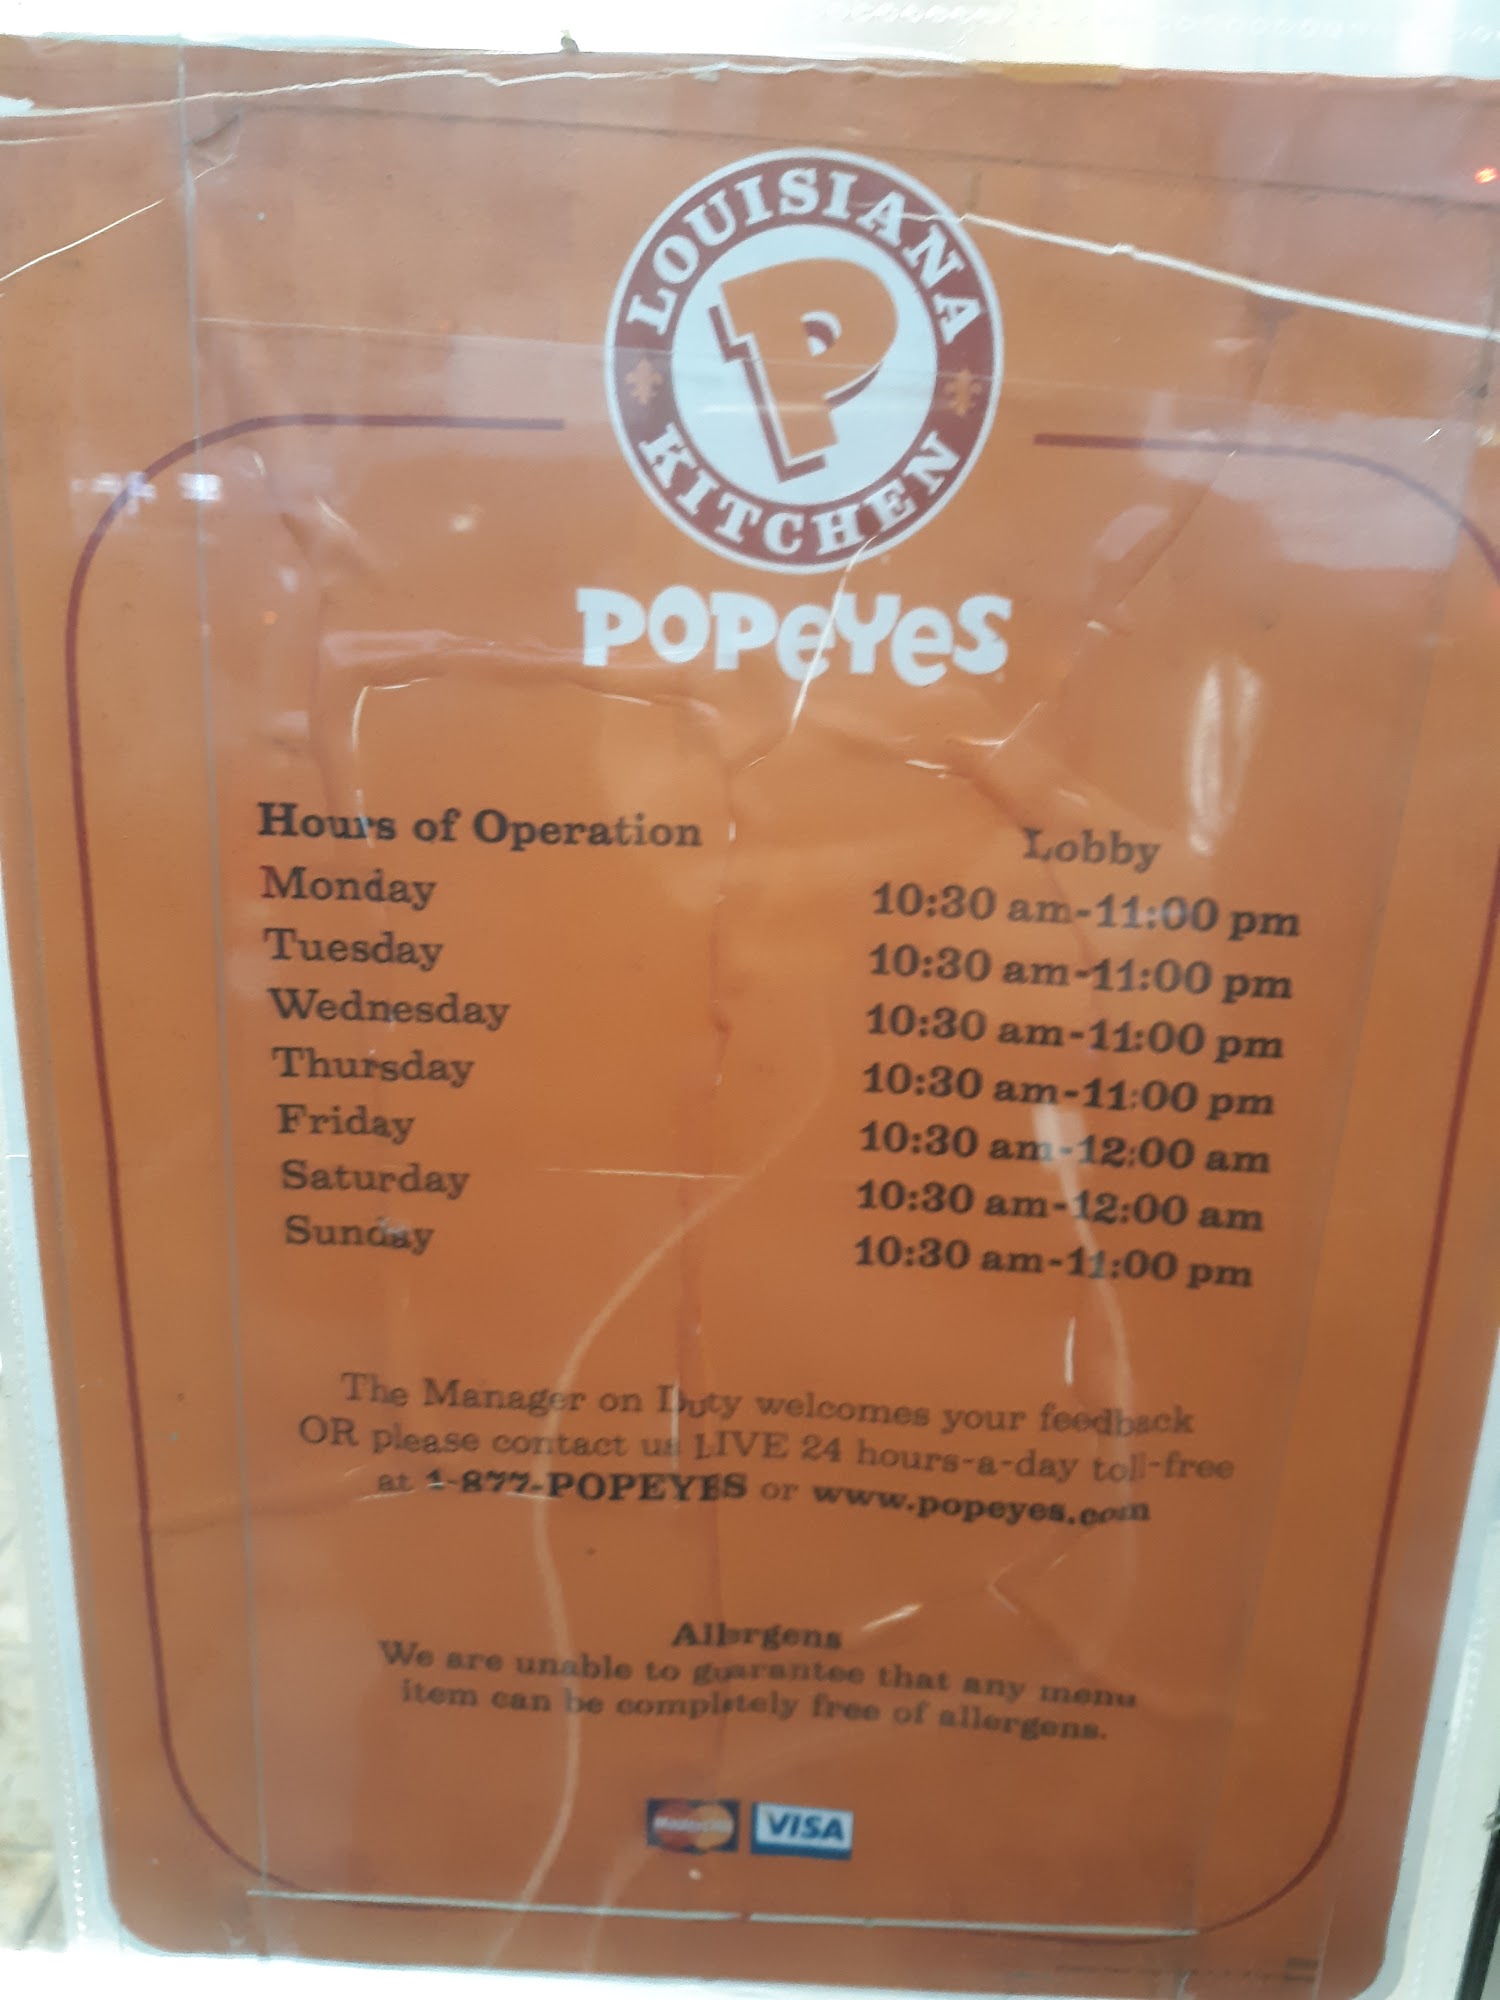 LOUISIANA
P
KITCHEN
POPEYES
Hours of Operation Lobby
Monday 10:30 am-11:00 pm
Tuesday 10:30 am-11:00 pm
Wednesday 10:30 am-11:00 pm
Thursday 10:30 am-11:00 pm
Friday 10:30 am-12:00 am
Saturday 10:30 am-12:00 am
Sunday 10:30 am-11:00 pm
The Manager on Duty welcomes your feedback
OR please contact us LIVE 24 hours-a-day toll-free
at 1-877-POPEYES or www.popeyes.com
Allergens
We are unable to guarantee that any menu
item can be completely free of allergens.
MasterCard VISA